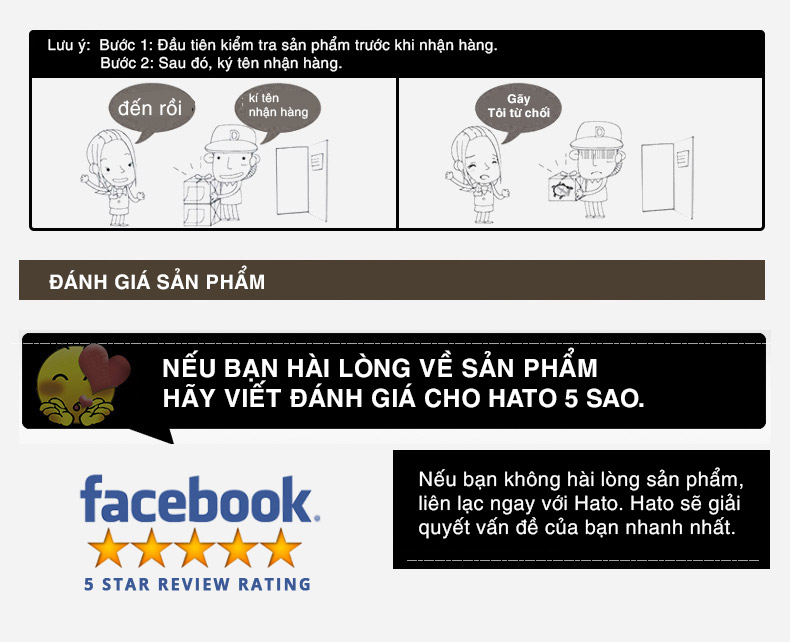 Lưu ý: Bước 1: Đầu tiên kiểm tra sản phẩm trước khi nhận hàng.
Bước 2: Sau đó, ký tên nhận hàng.
đến rồi
kí tên
nhận hàng
Gãy
Tôi từ chối
ĐÁNH GIÁ SẢN PHẨM
NẾU BẠN HÀI LÒNG VỀ SẢN PHẨM
HÃY VIẾT ĐÁNH GIÁ CHO HATO 5 SAO.
facebook.
5 STAR REVIEW RATING
Nếu bạn không hài lòng sản phẩm,
liên lạc ngay với Hato. Hato sẽ giải
quyết vấn đề của bạn nhanh nhất.